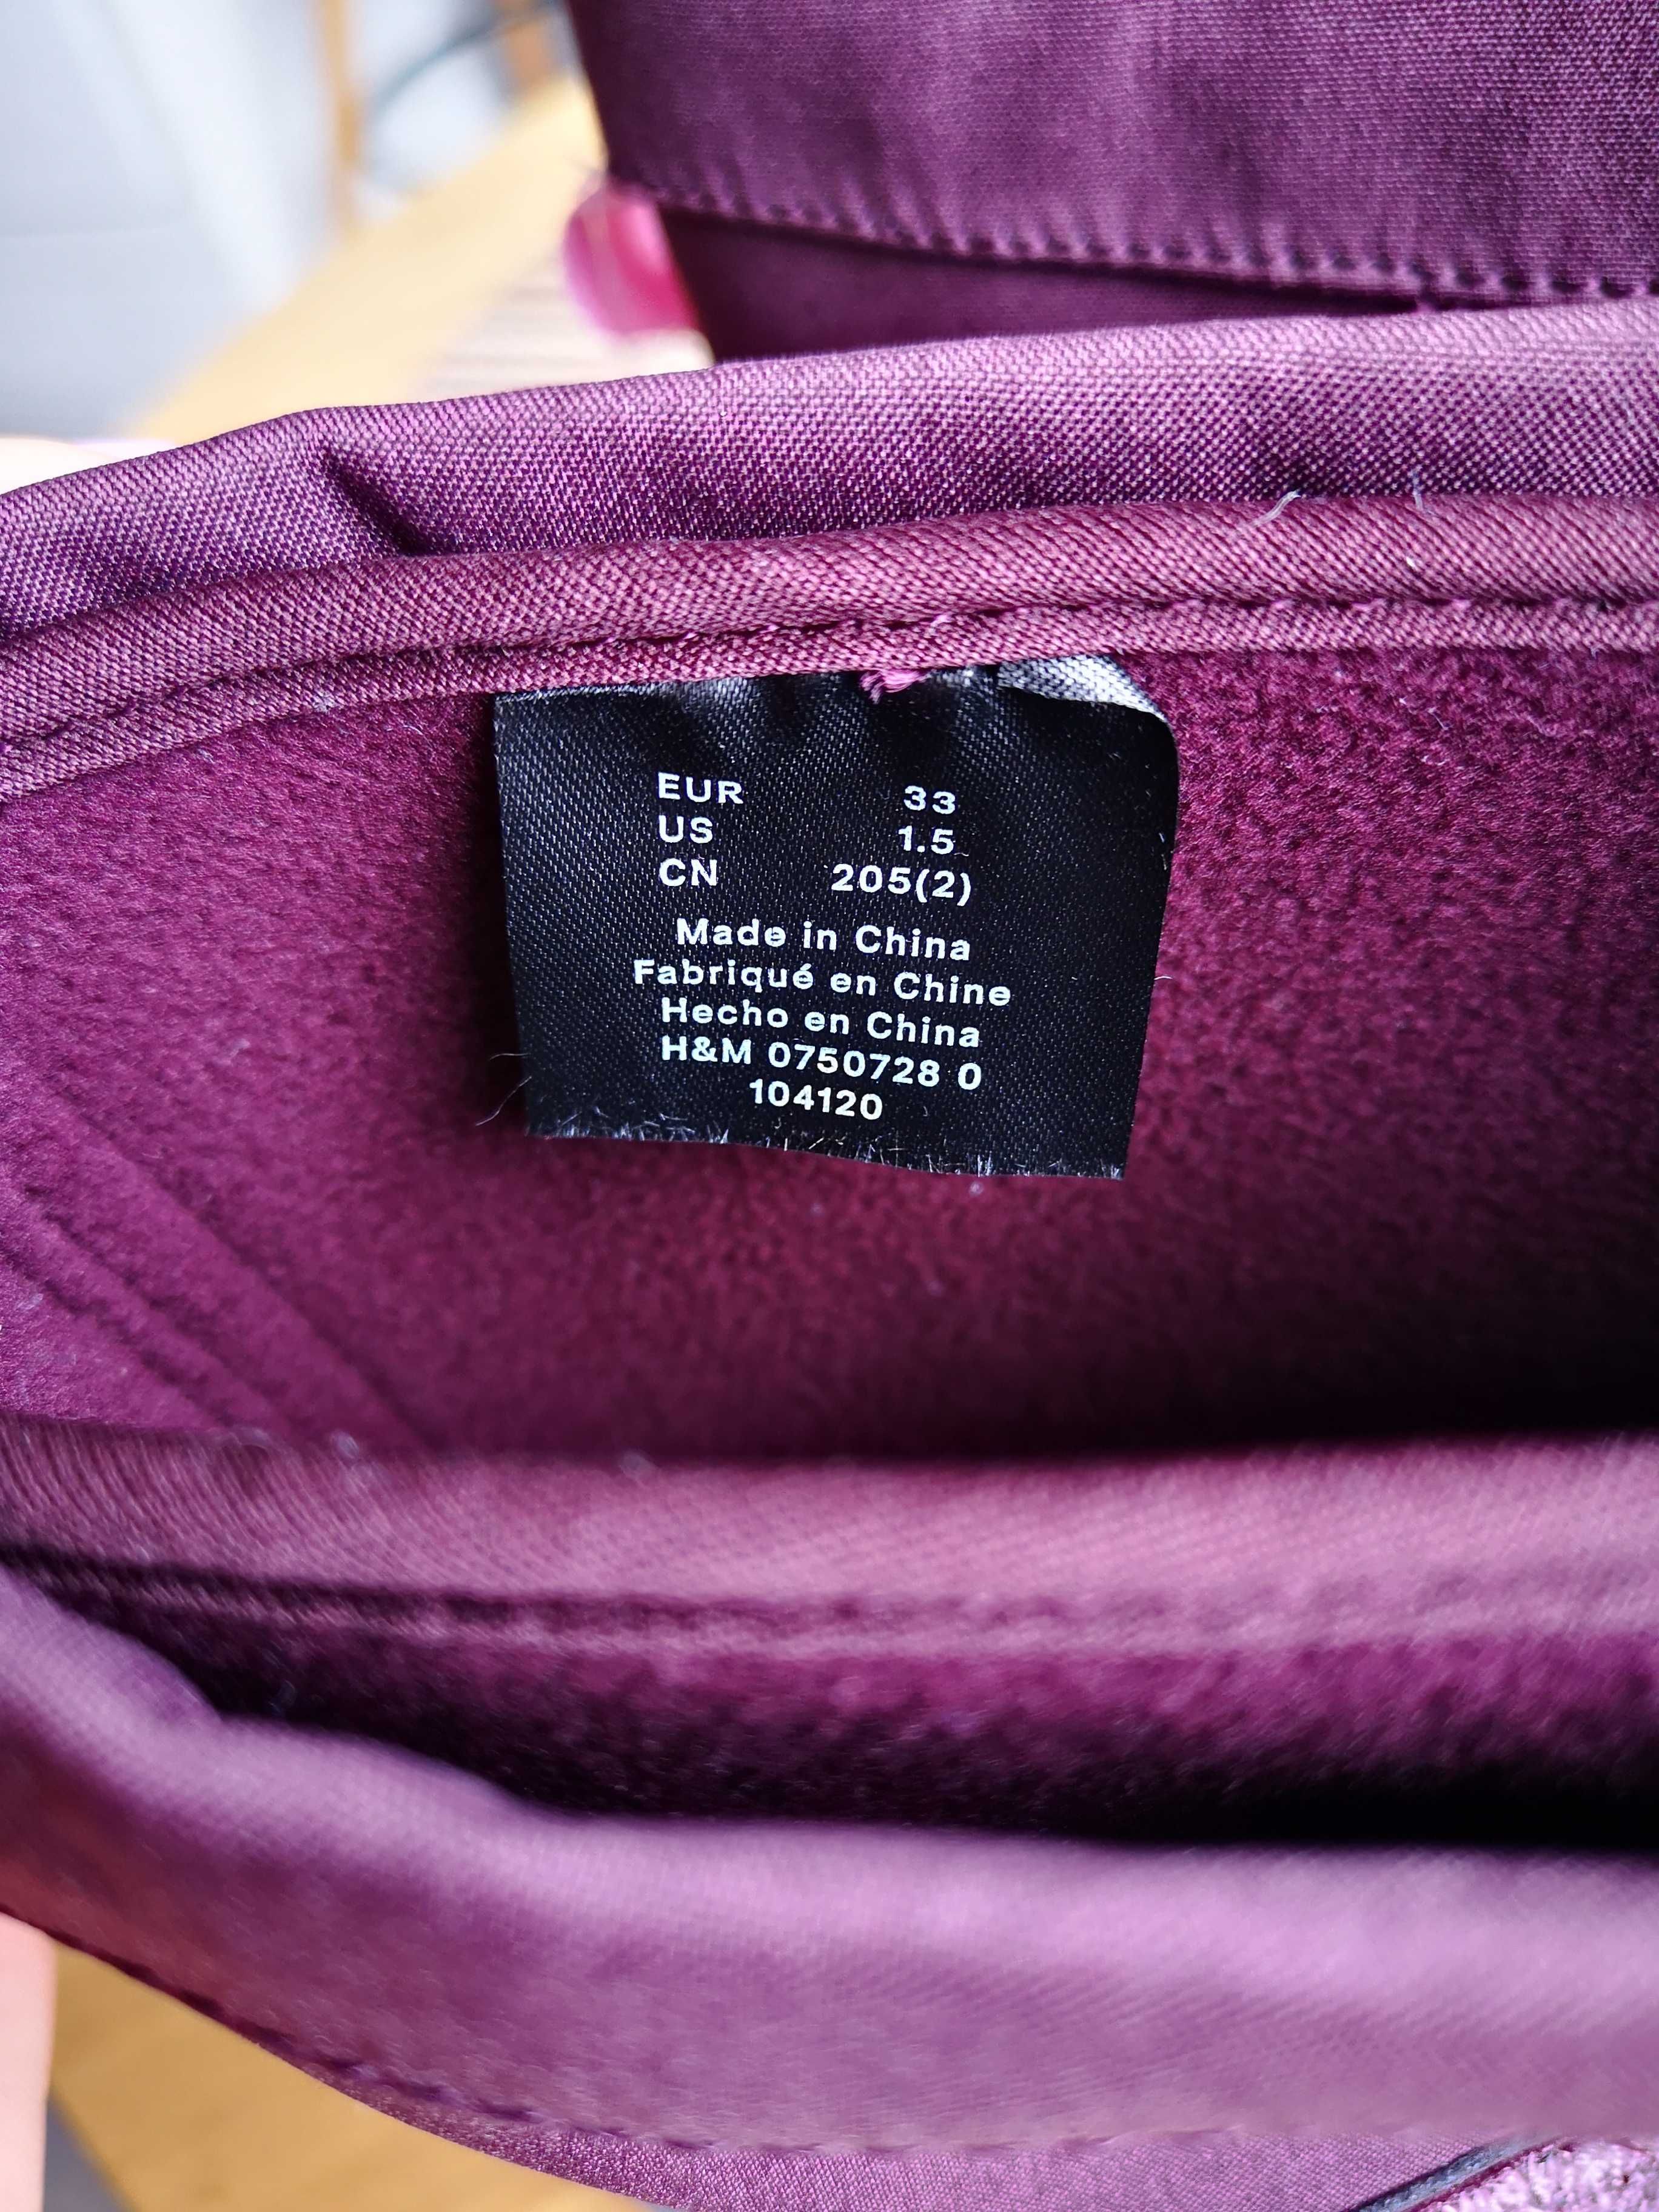 EUR 33
US 1.5
CN 205(2)
Made in China
Fabriqué en Chine
Hecho en China
H&M 0750728 0
104120